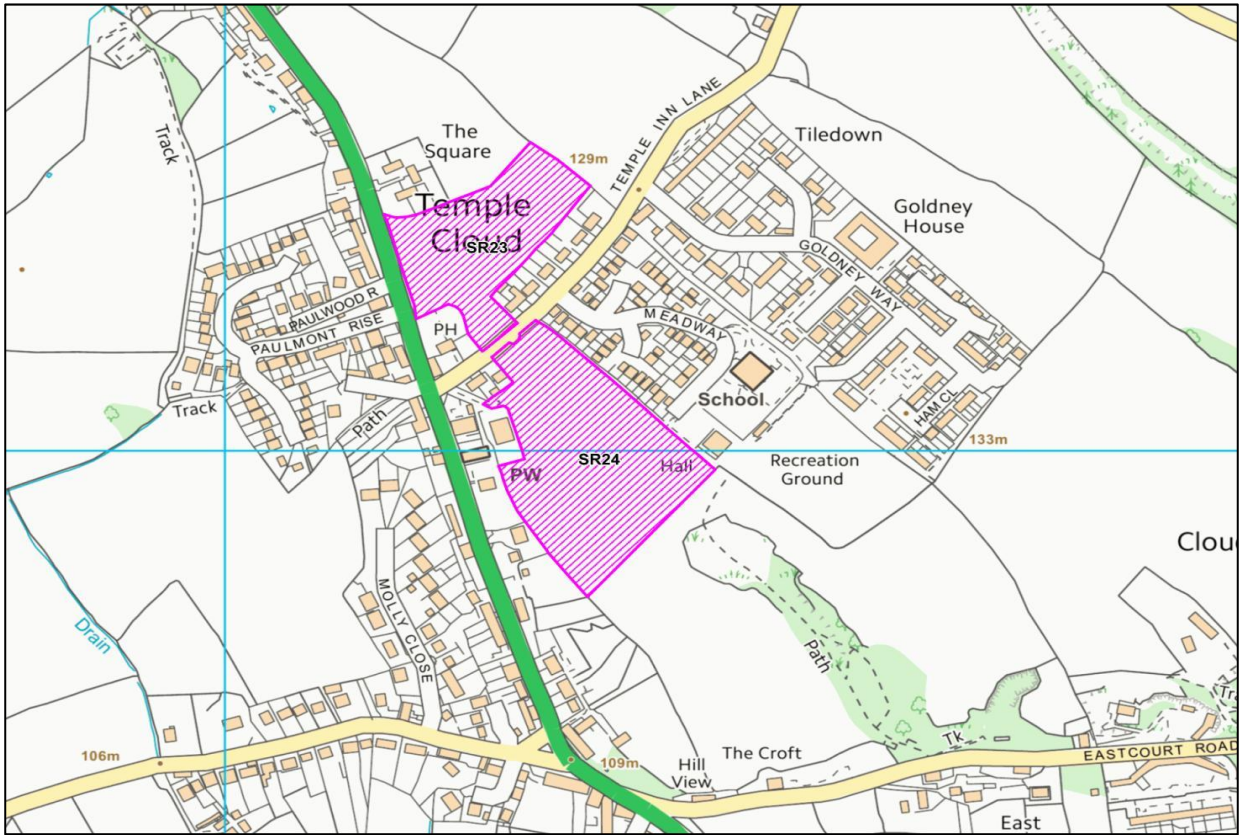 TEMPLE INN LANE
Tiledown
The
Square
129m
Track
Temple
Cloud
SR23
Goldney
House
GOLDNEY WAY
PAULWOOD R
PAULMONT RISE
PH
MEADWAY
School
HAM CL
Track
Path
133m
SR24
Hall
PW
Recreation
Ground
Clou
MOLLY CLOSE
Drain
Path
Tr
Tk
The Croft
EASTCOURT ROAD
106m
109m
Hill
View
East